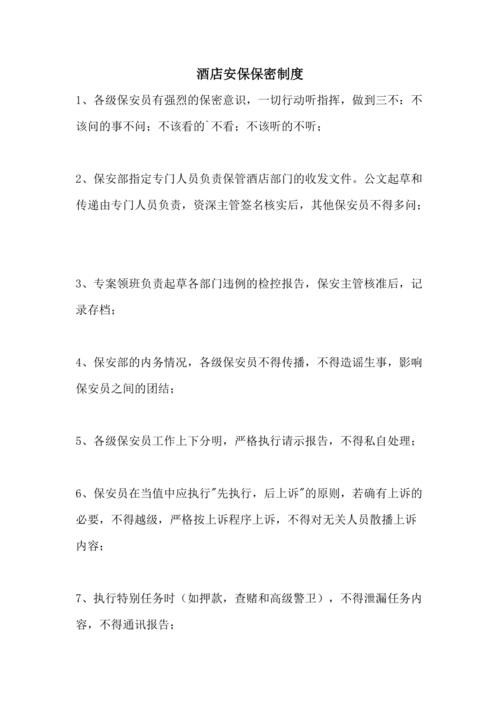 酒店安保保密制度
1、各级保安员有强烈的保密意识，一切行动听指挥，做到三不：不
该问的事不问；不该看的`不看；不该听的不听；
2、保安部指定专门人员负责保管酒店部门的收发文件。公文起草和
传递由专门人员负责，资深主管签名核实后，其他保安员不得多问；
3、专案领班负责起草各部门违例的检控报告，保安主管核准后，记
录存档；
4、保安部的内务情况，各级保安员不得传播，不得造谣生事，影响
保安员之间的团结；
5、各级保安员工作上下分明，严格执行请示报告，不得私自处理；
6、保安员在当值中应执行"先执行，后上诉"的原则，若确有上诉的
必要，不得越级，严格按上诉程序上诉，不得对无关人员散播上诉
内容；
7、执行特别任务时（如押款，查赌和高级警卫），不得泄漏任务内
容，不得通讯报告；